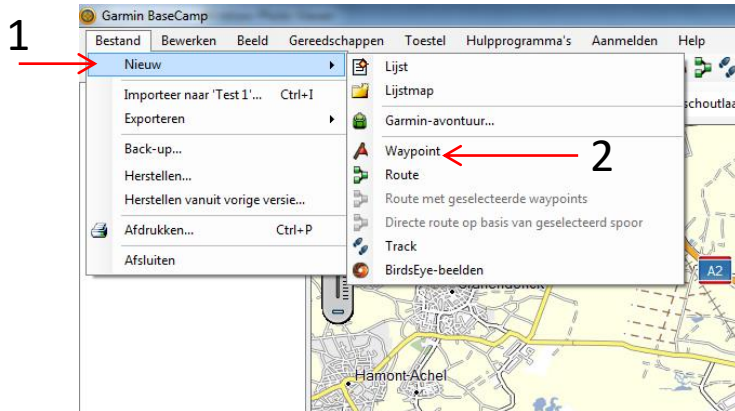 Garmin BaseCamp
1
Bestand Bewerken Beeld Gereedschappen Toestel Hulpprogramma's Aanmelden Help
Nieuw
Importeer naar 'Test 1'... Ctrl+I
Exporteren
Back-up...
Herstellen...
Herstellen vanuit vorige versie...
Afdrukken... Ctrl+P
Afsluiten
Lijst
Lijstmap
Garmin-avontuur...
Waypoint
2
Route
Route met geselecteerde waypoints
Directe route op basis van geselecteerd spoor
Track
BirdsEye-beelden
schoutlaa
A2
Hamont-Achel